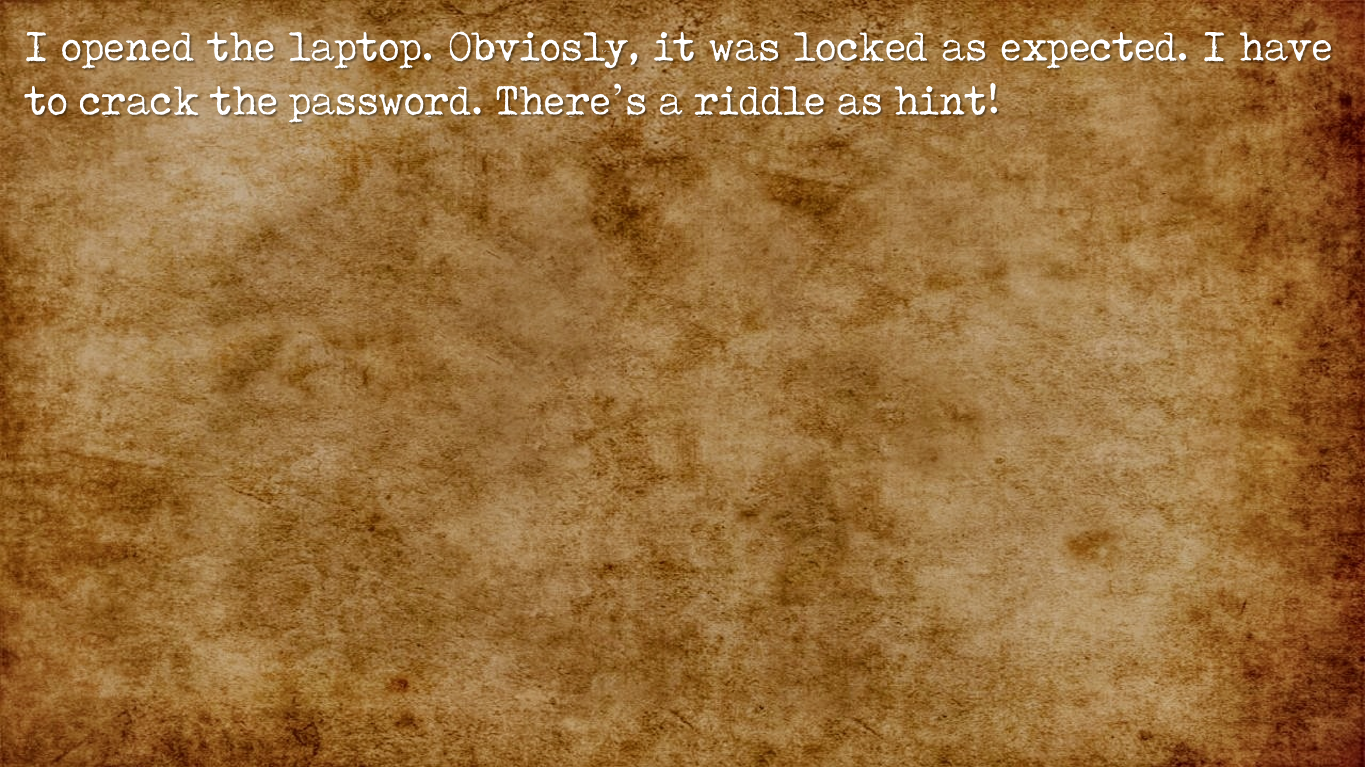 I opened the laptop. Obviosly, it was locked as expected. I have
to crack the password. There's a riddle as hint!